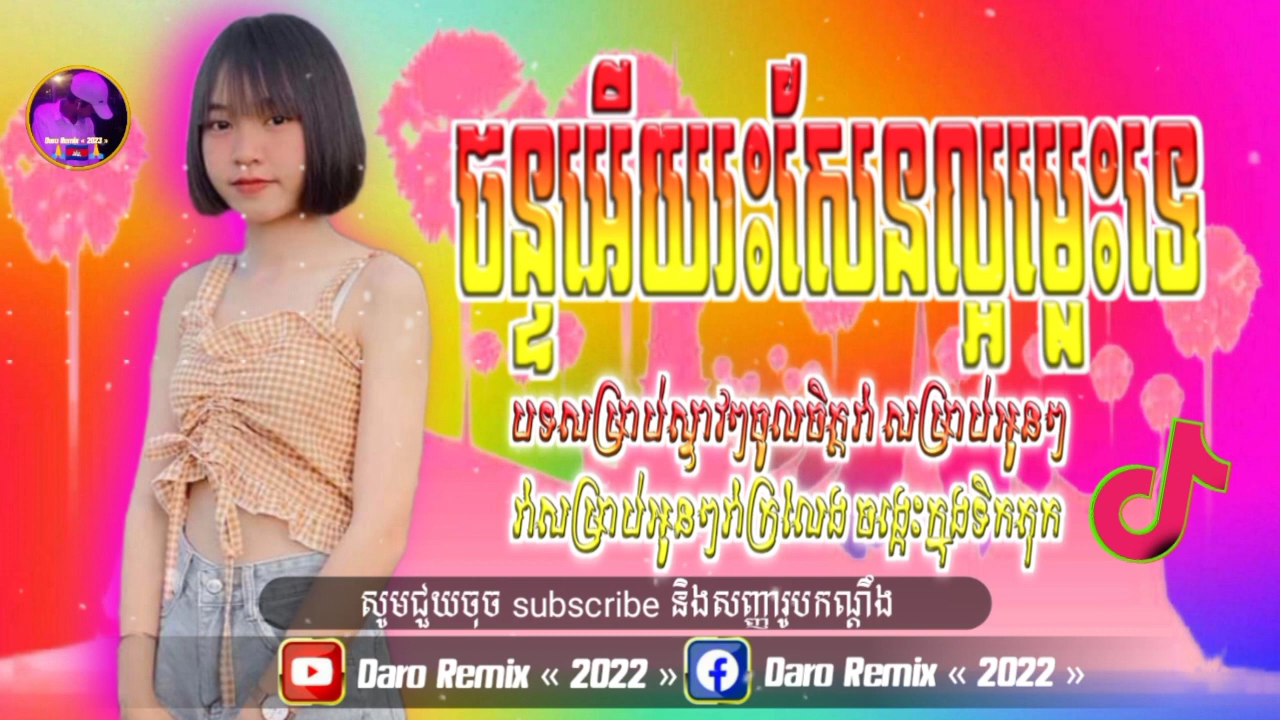 Daro Remix « 2023 »
ចន្ទអើយរះសែនល្អម្លេះទេ
បទសម្រាប់ស្ទាវៗចូលចិត្តរាំ សម្រាប់អូនៗ
រាំសម្រាប់អូនៗរាំក្រលែង ចង្កេះក្នុងទិកតុក
សូមជួយចុច subscribe និងសញ្ញារូបកណ្ដឹង
Daro Remix « 2022 » Daro Remix « 2022 »